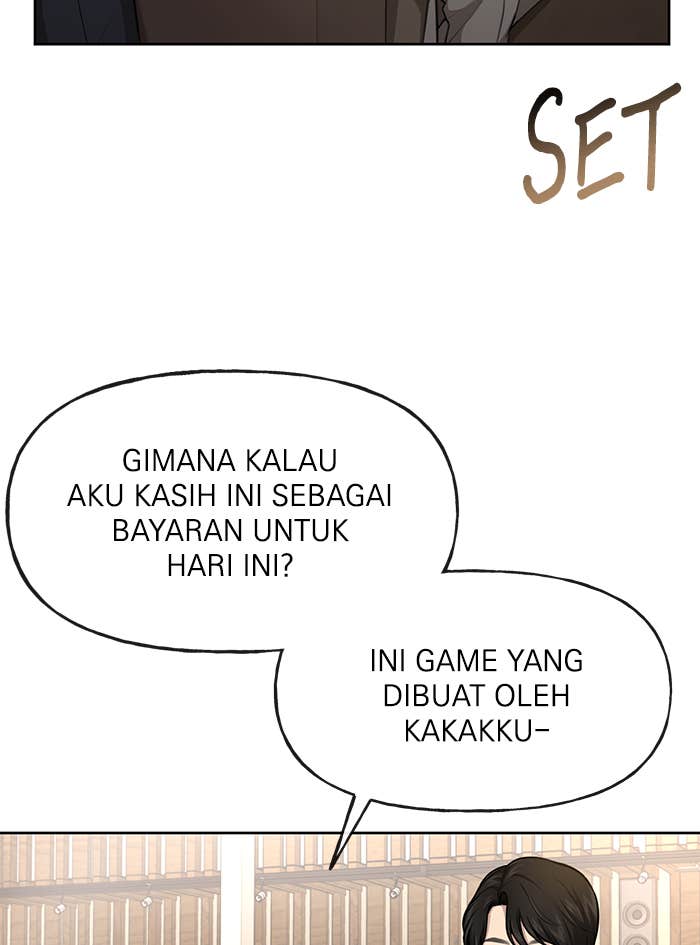 SET
GIMANA KALAU
AKU KASIH INI SEBAGAI
BAYARAN UNTUK
HARI INI?
INI GAME YANG
DIBUAT OLEH
KAKAKKU-